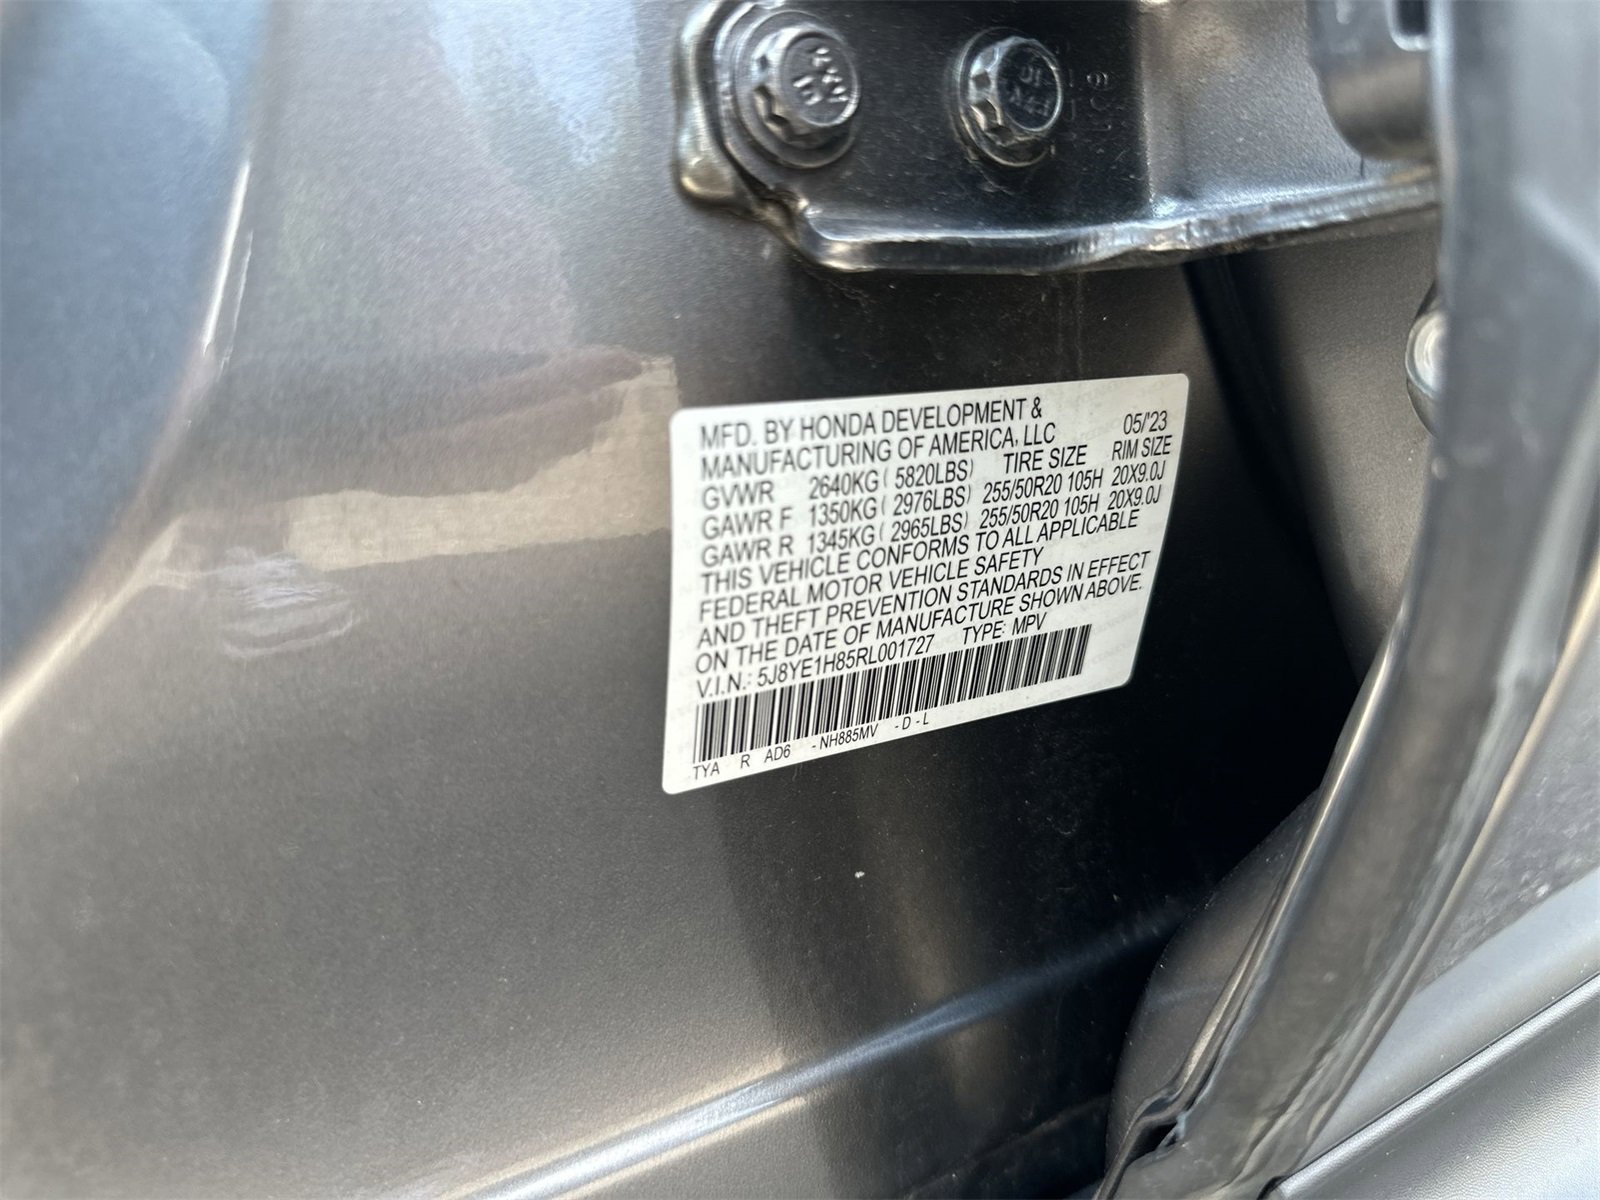 MFD. BY HONDA DEVELOPMENT &
MANUFACTURING OF AMERICA, LLC 05/'23
GVWR 2640KG ( 5820LBS) TIRE SIZE RIM SIZE
GAWR F 1350KG ( 2976LBS) 255/50R20 105H 20X9.0J
GAWR R 1345KG ( 2965LBS) 255/50R20 105H 20X9.0J
THIS VEHICLE CONFORMS TO ALL APPLICABLE
FEDERAL MOTOR VEHICLE SAFETY
AND THEFT PREVENTION STANDARDS IN EFFECT
ON THE DATE OF MANUFACTURE SHOWN ABOVE.
V.I.N.: 5J8YE1H85RL001727 TYPE: MPV
TYA R AD6 - NH885MV - D - L